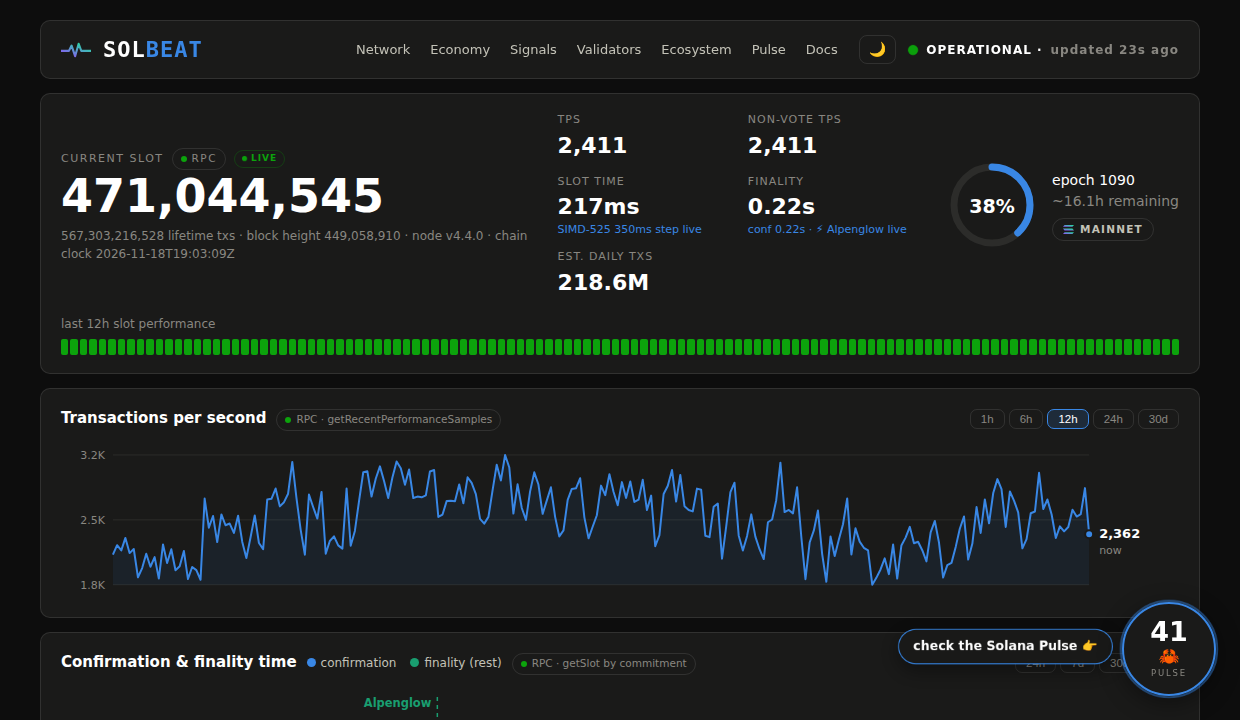 SOLBEAT
Network Economy Signals Validators Ecosystem Pulse Docs 🌙 OPERATIONAL · updated 23s ago
CURRENT SLOT RPC LIVE
471,044,545
567,303,216,528 lifetime txs · block height 449,058,910 · node v4.4.0 · chain
clock 2026-11-18T19:03:09Z
TPS
2,411
NON-VOTE TPS
2,411
SLOT TIME
217ms
SIMD-525 350ms step live
FINALITY
0.22s
conf 0.22s · ⚡ Alpenglow live
EST. DAILY TXS
218.6M
38%
epoch 1090
~16.1h remaining
MAINNET
last 12h slot performance
Transactions per second RPC · getRecentPerformanceSamples 1h 6h 12h 24h 30d
3.2K
2.5K
1.8K
2,362
now
Confirmation & finality time confirmation finality (rest) RPC · getSlot by commitment
Alpenglow
check the Solana Pulse 👉
41
🦀
PULSE